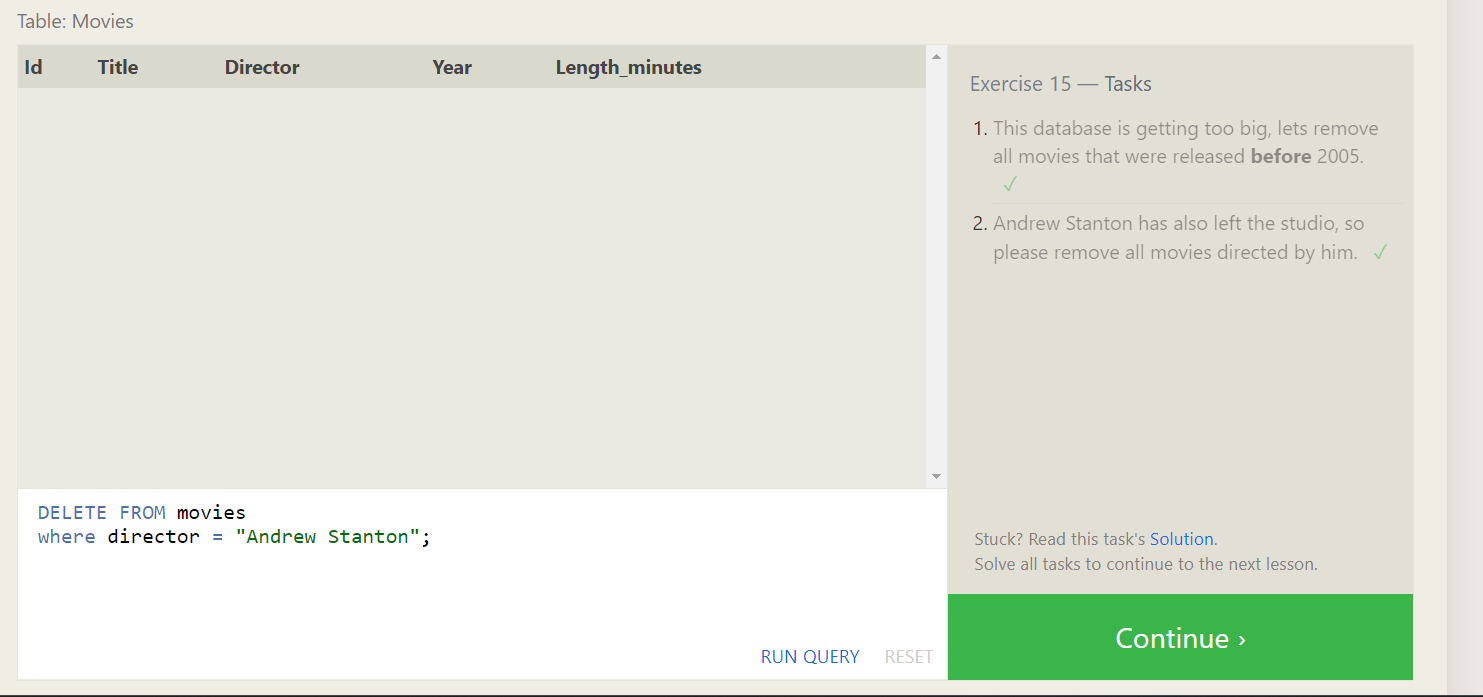 Table: Movies
Id Title Director Year Length_minutes
DELETE FROM movies
where director = "Andrew Stanton";
RUN QUERY RESET
Exercise 15 — Tasks
1. This database is getting too big, lets remove
all movies that were released before 2005.
✓
2. Andrew Stanton has also left the studio, so
please remove all movies directed by him. ✓
Stuck? Read this task's Solution.
Solve all tasks to continue to the next lesson.
Continue ›